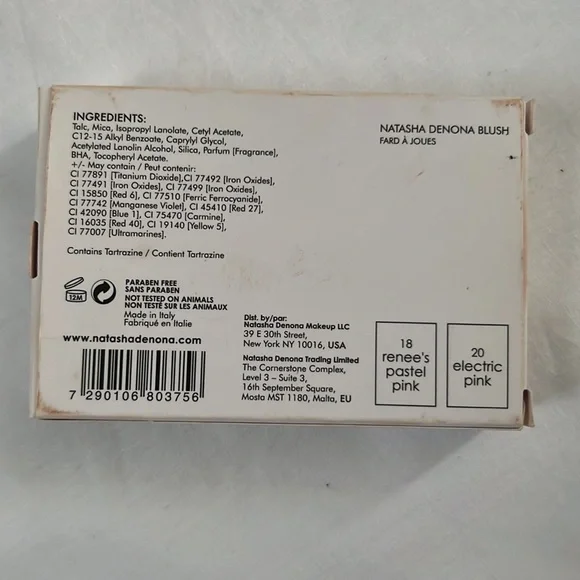 INGREDIENTS:
Talc, Mica, Isopropyl Lanolate, Cetyl Acetate,
C12-15 Alkyl Benzoate, Caprylyl Glycol,
Acetylated Lanolin Alcohol, Silica, Parfum [Fragrance],
BHA, Tocopheryl Acetate.
+/- May contain / Peut contenir:
CI 77891 [Titanium Dioxide],CI 77492 [Iron Oxides],
CI 77491 [Iron Oxides], CI 77499 [Iron Oxides],
CI 15850 [Red 6], CI 77510 [Ferric Ferrocyanide],
CI 77742 [Manganese Violet], CI 45410 [Red 27],
CI 42090 [Blue 1], CI 75470 [Carmine],
CI 16035 [Red 40], CI 19140 [Yellow 5],
CI 77007 [Ultramarines].
Contains Tartrazine / Contient Tartrazine
NATASHA DENONA BLUSH
FARD À JOUES
12M
PARABEN FREE
SANS PARABEN
NOT TESTED ON ANIMALS
NON TESTÉ SUR LES ANIMAUX
Made in Italy
Fabriqué en Italie
www.natashadenona.com
7 290106 803756
Dist. by/par:
Natasha Denona Makeup LLC
39 E 30th Street,
New York NY 10016, USA
Natasha Denona Trading Limited
The Cornerstone Complex,
Level 3 – Suite 3,
16th September Square,
Mosta MST 1180, Malta, EU
18
renee's
pastel
pink
20
electric
pink